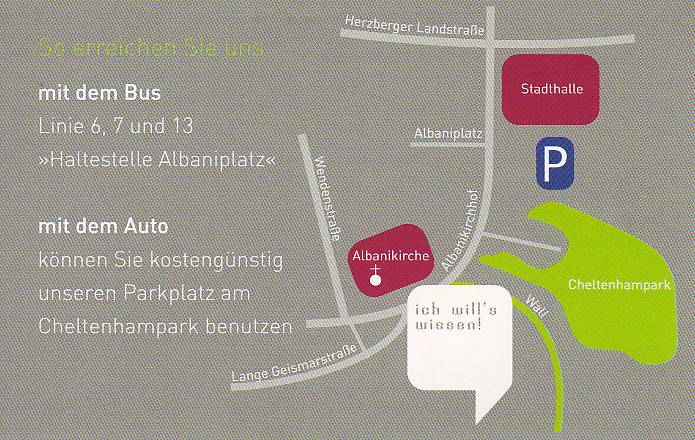 So erreichen Sie uns
mit dem Bus
Linie 6, 7 und 13
»Haltestelle Albaniplatz«
mit dem Auto
können Sie kostengünstig
unseren Parkplatz am
Cheltenhampark benutzen
Herzberger Landstraße
Stadthalle
Albaniplatz
P
Wendenstraße
Albanikirchhof
Albanikirche
Cheltenhampark
ich will's
wissen!
Wall
Lange Geismarstraße